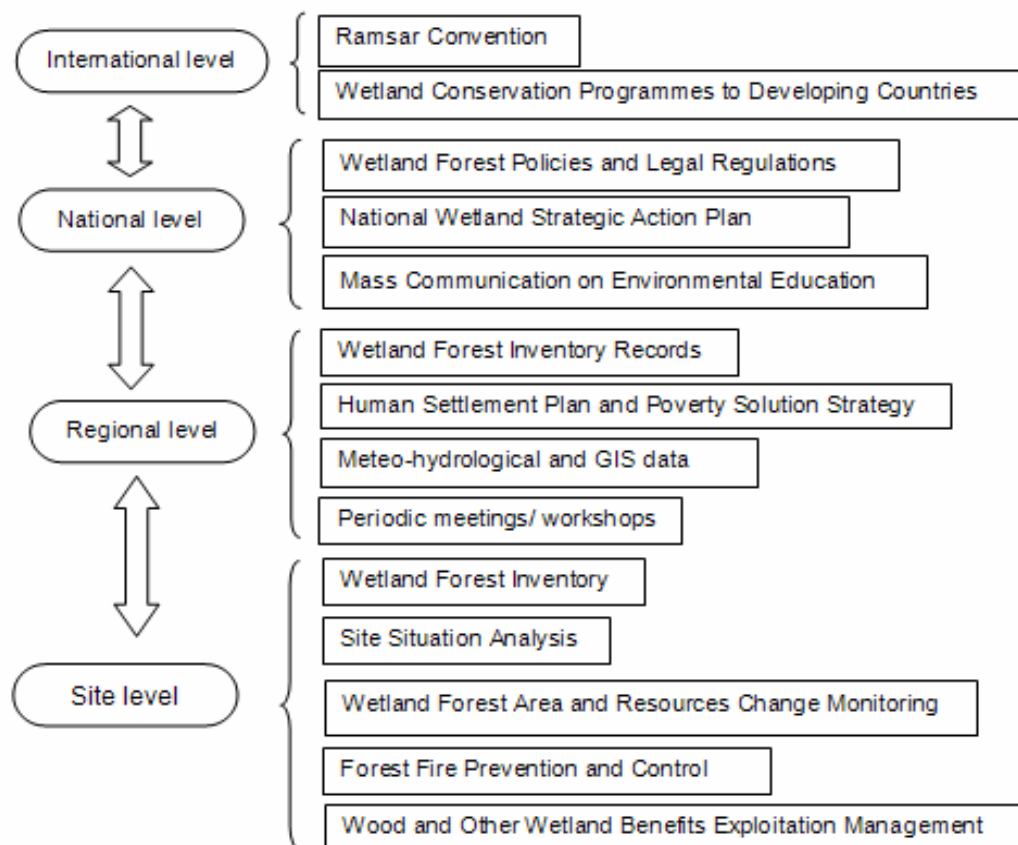 International level
Ramsar Convention
Wetland Conservation Programmes to Developing Countries
National level
Wetland Forest Policies and Legal Regulations
National Wetland Strategic Action Plan
Mass Communication on Environmental Education
Regional level
Wetland Forest Inventory Records
Human Settlement Plan and Poverty Solution Strategy
Meteo-hydrological and GIS data
Periodic meetings/ workshops
Site level
Wetland Forest Inventory
Site Situation Analysis
Wetland Forest Area and Resources Change Monitoring
Forest Fire Prevention and Control
Wood and Other Wetland Benefits Exploitation Management